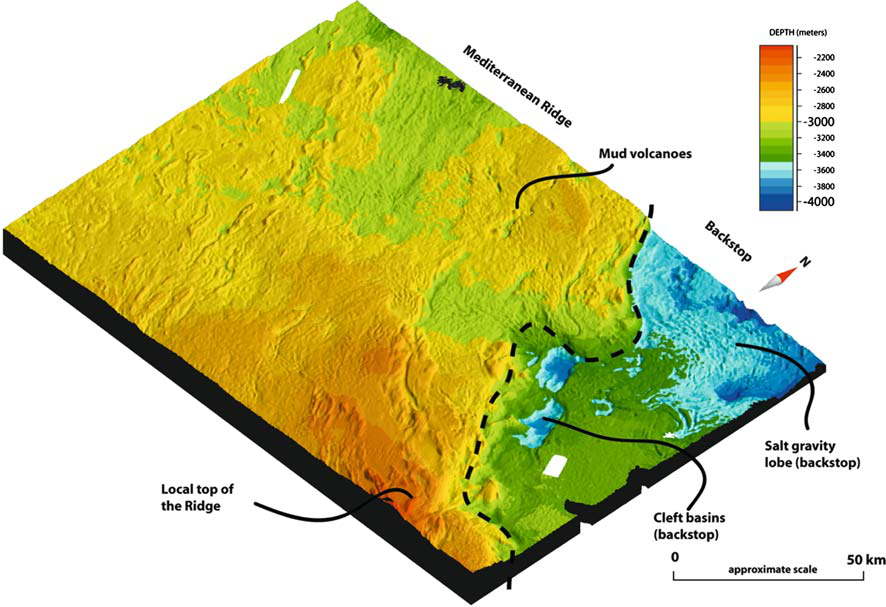 DEPTH (meters)
-2200
-2400
-2600
-2800
-3000
-3200
-3400
-3600
-3800
-4000
Mediterranean Ridge
Mud volcanoes
Backstop
N
Salt gravity
lobe (backstop)
Local top of
the Ridge
Cleft basins
(backstop)
0
50 km
approximate scale